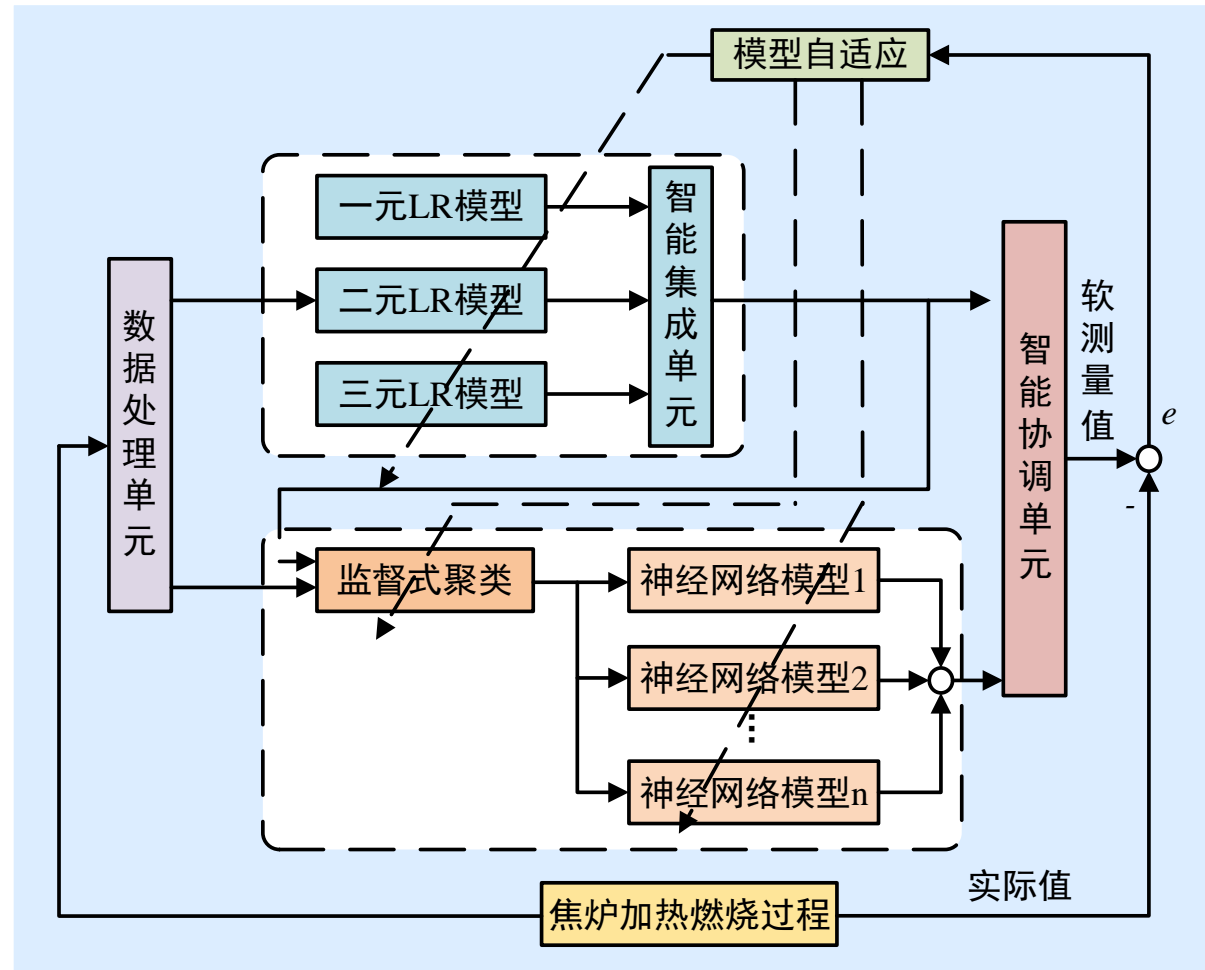 模型自适应
一元LR模型
二元LR模型
三元LR模型
智能集成单元
数据处理单元
智能协调单元
软测量值
e
-
监督式聚类
神经网络模型1
神经网络模型2
⋮
神经网络模型n
实际值
焦炉加热燃烧过程